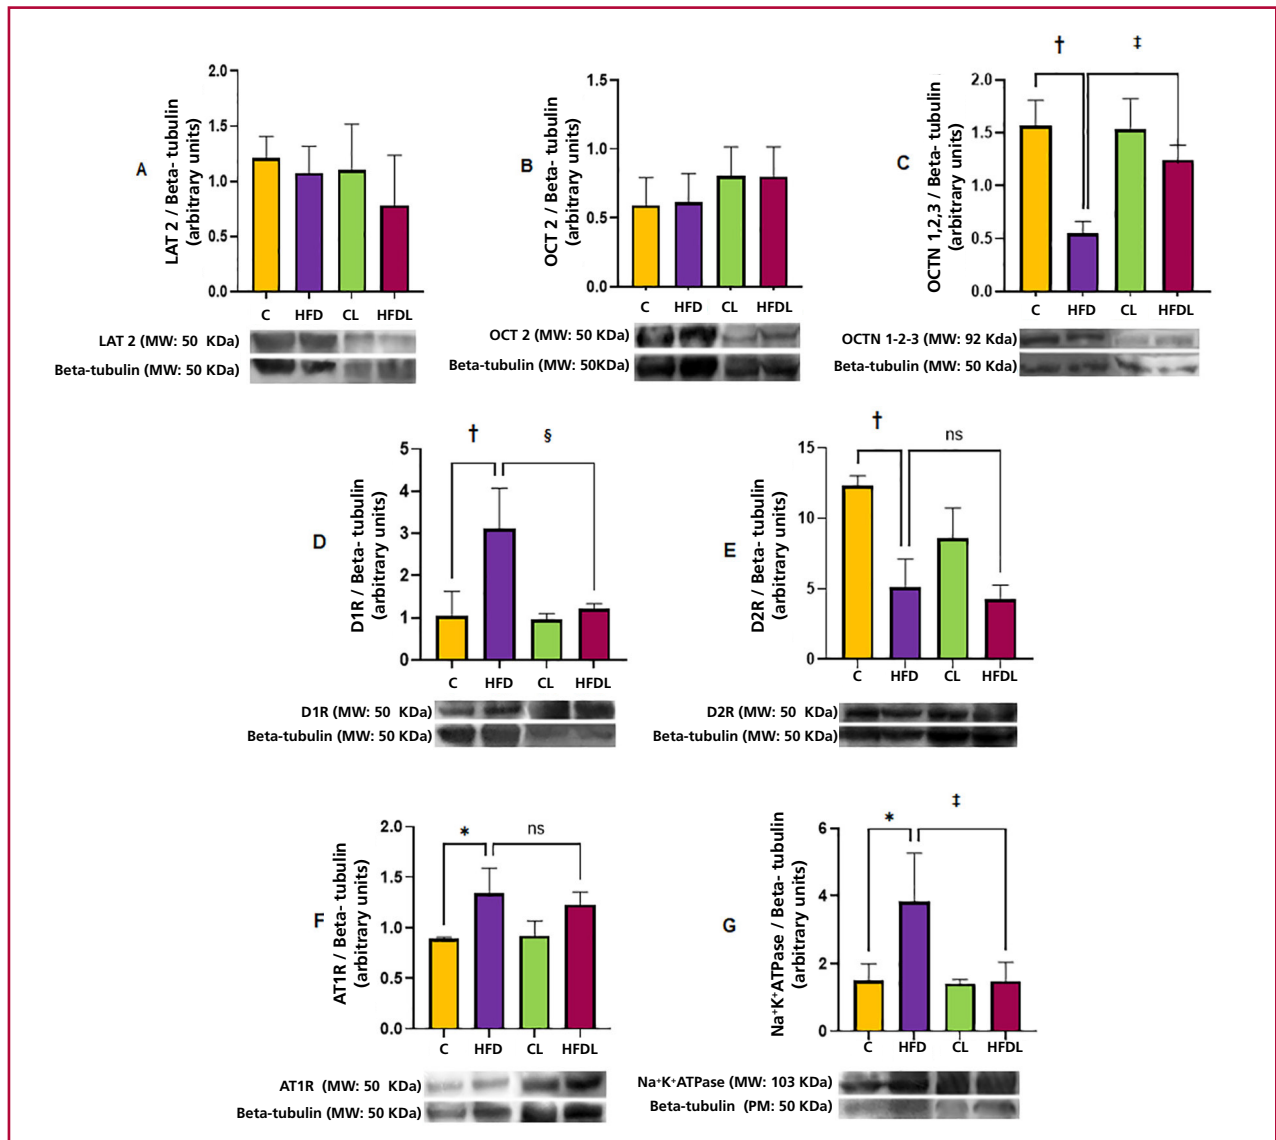 A
LAT 2 / Beta- tubulin
(arbitrary units)
2.0
1.5
1.0
0.5
0.0
C HFD CL HFDL
LAT 2 (MW: 50 KDa)
Beta-tubulin (MW: 50 KDa)
B
OCT 2 / Beta- tubulin
(arbitrary units)
1.5
1.0
0.5
0.0
C HFD CL HFDL
OCT 2 (MW: 50 KDa)
Beta-tubulin (MW: 50KDa)
C
OCTN 1,2,3 / Beta- tubulin
(arbitrary units)
† ‡
2.0
1.5
1.0
0.5
0.0
C HFD CL HFDL
OCTN 1-2-3 (MW: 92 Kda)
Beta-tubulin (MW: 50 Kda)
D
D1R / Beta- tubulin
(arbitrary units)
† §
5
4
3
2
1
0
C HFD CL HFDL
D1R (MW: 50 KDa)
Beta-tubulin (MW: 50 KDa)
E
D2R / Beta- tubulin
(arbitrary units)
† ns
15
10
5
0
C HFD CL HFDL
D2R (MW: 50 KDa)
Beta-tubulin (MW: 50 KDa)
F
AT1R / Beta- tubulin
(arbitrary units)
* ns
2.0
1.5
1.0
0.5
0.0
C HFD CL HFDL
AT1R (MW: 50 KDa)
Beta-tubulin (MW: 50 KDa)
G
Na⁺K⁺ATPase / Beta- tubulin
(arbitrary units)
* ‡
6
4
2
0
C HFD CL HFDL
Na⁺K⁺ATPase (MW: 103 KDa)
Beta-tubulin (PM: 50 KDa)